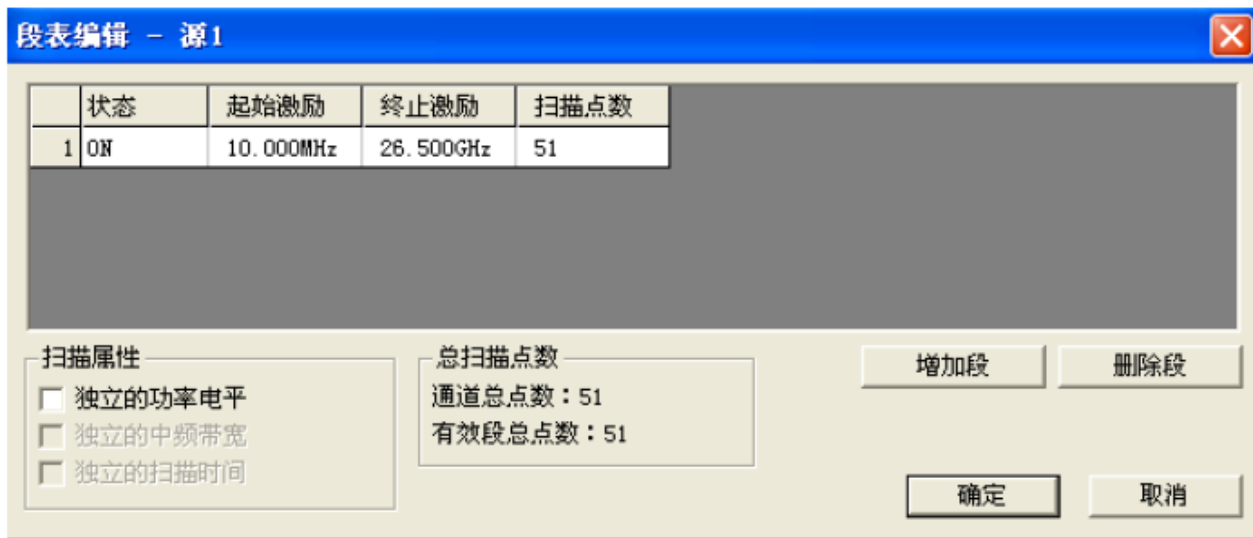 段表编辑 - 源1
状态 起始激励 终止激励 扫描点数
1 ON 10.000MHz 26.500GHz 51
扫描属性
独立的功率电平
独立的中频带宽
独立的扫描时间
总扫描点数
通道总点数：51
有效段总点数：51
增加段 删除段
确定 取消